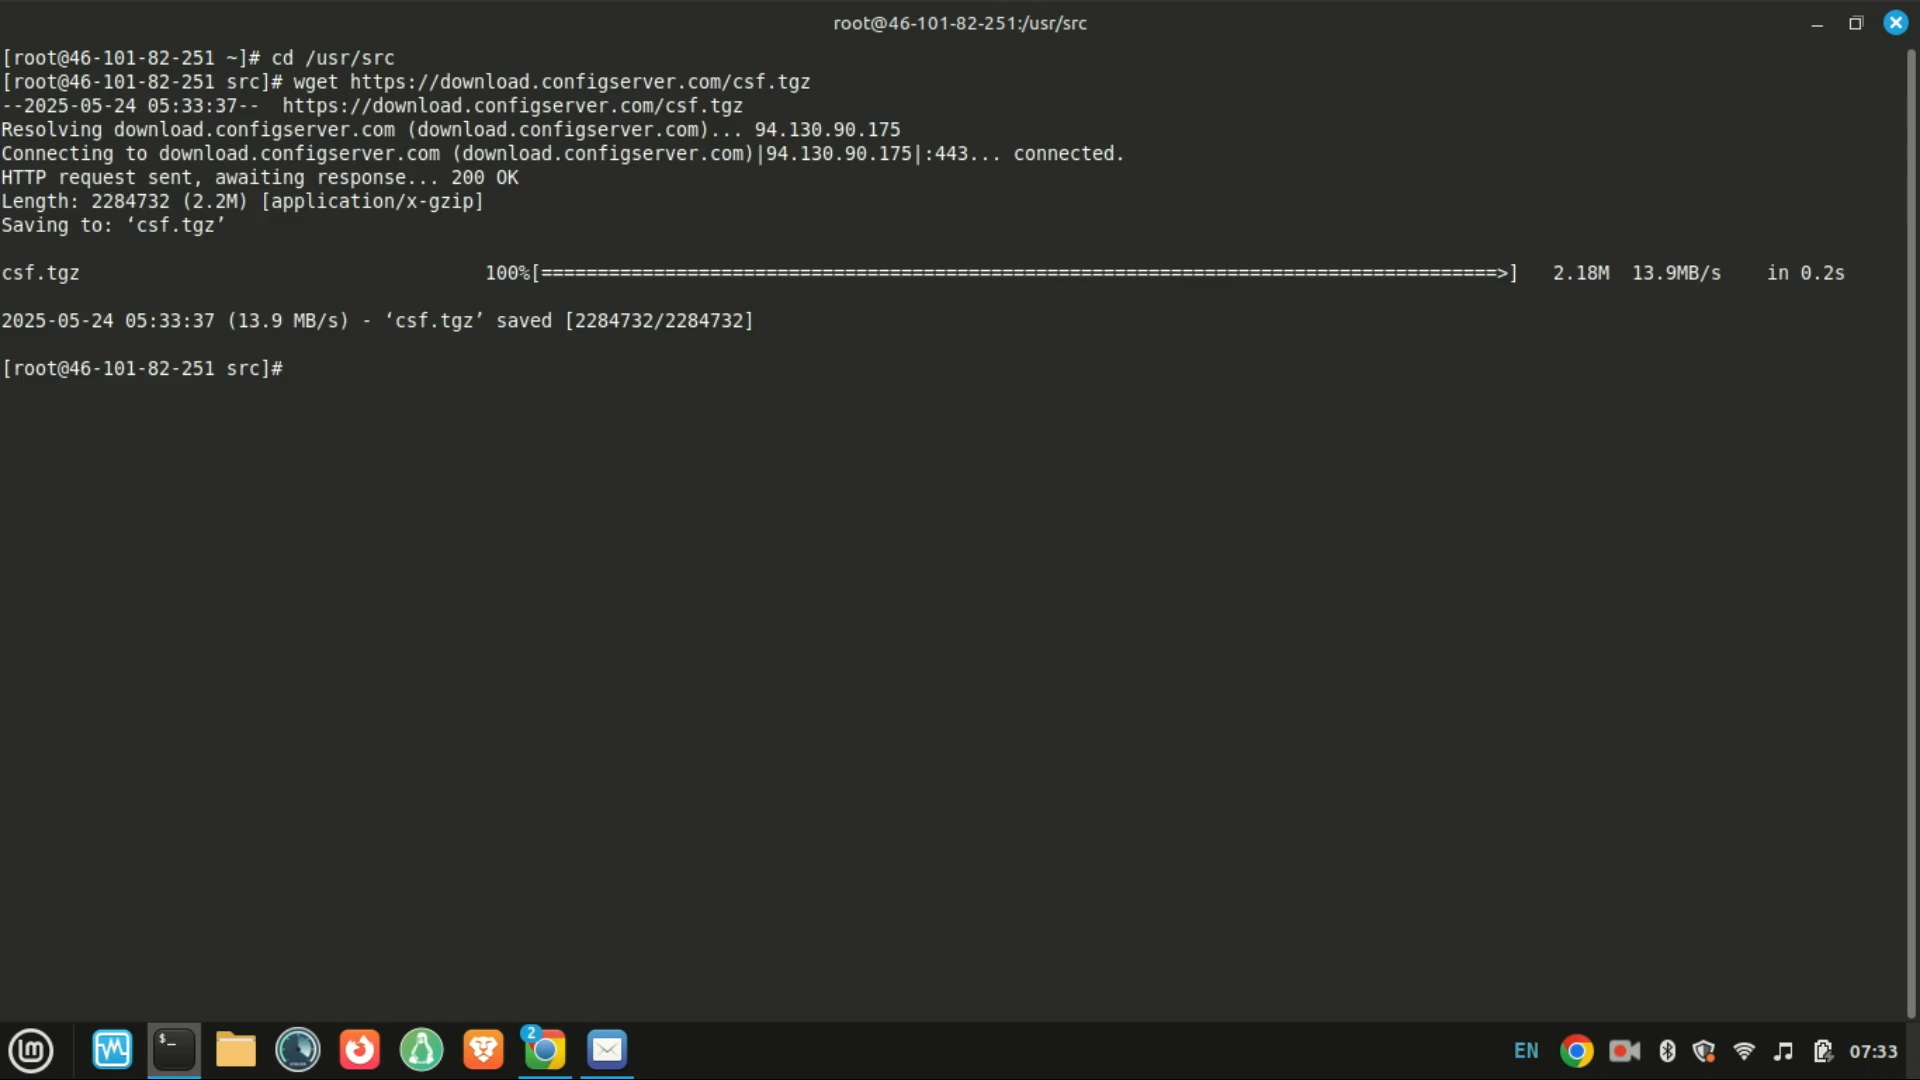 root@46-101-82-251:/usr/src
[root@46-101-82-251 ~]# cd /usr/src
[root@46-101-82-251 src]# wget https://download.configserver.com/csf.tgz
--2025-05-24 05:33:37--  https://download.configserver.com/csf.tgz
Resolving download.configserver.com (download.configserver.com)... 94.130.90.175
Connecting to download.configserver.com (download.configserver.com)|94.130.90.175|:443... connected.
HTTP request sent, awaiting response... 200 OK
Length: 2284732 (2.2M) [application/x-gzip]
Saving to: ‘csf.tgz’
csf.tgz 100%[=====================================================================================>] 2.18M 13.9MB/s in 0.2s
2025-05-24 05:33:37 (13.9 MB/s) - ‘csf.tgz’ saved [2284732/2284732]
[root@46-101-82-251 src]#
$_ 2 EN 07:33